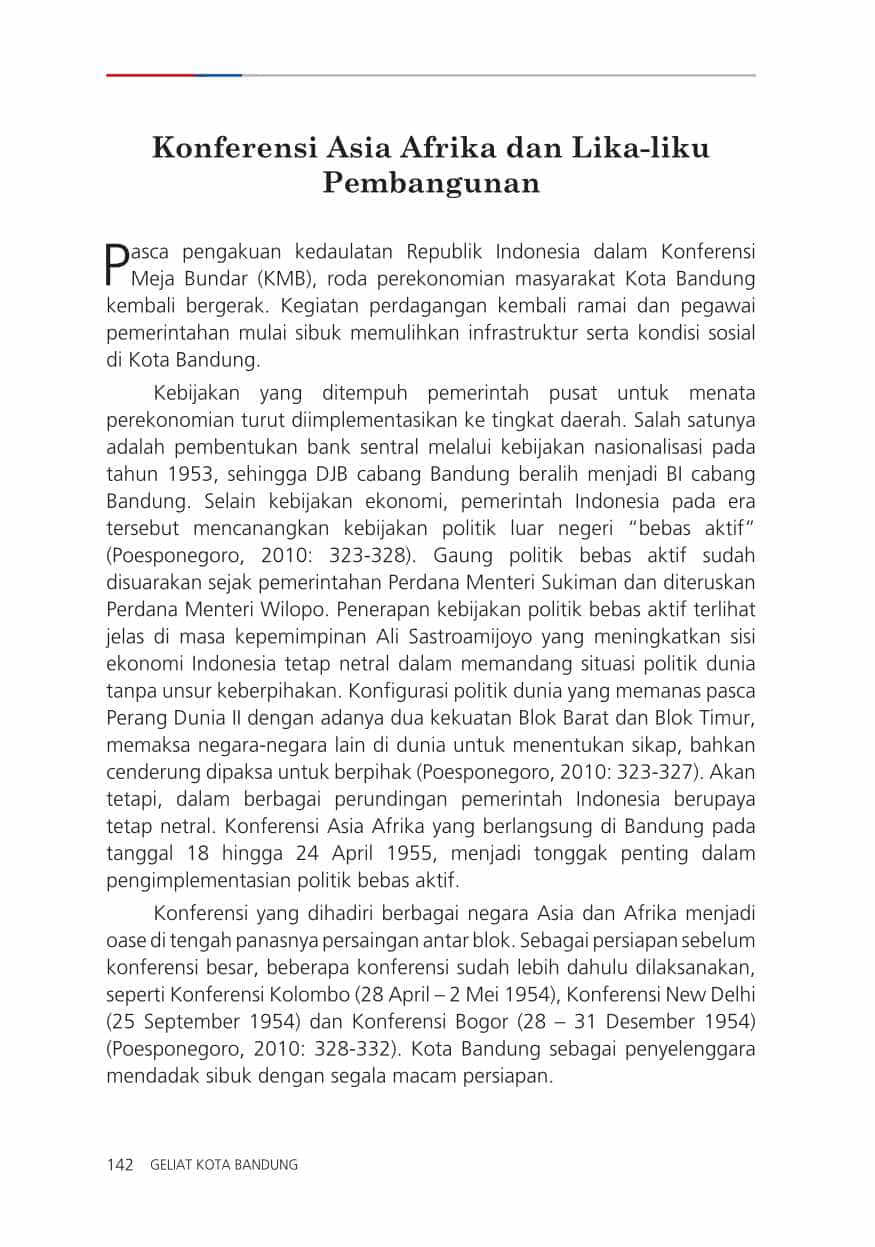 Konferensi Asia Afrika dan Lika-liku
Pembangunan
Pasca pengakuan kedaulatan Republik Indonesia dalam Konferensi
Meja Bundar (KMB), roda perekonomian masyarakat Kota Bandung
kembali bergerak. Kegiatan perdagangan kembali ramai dan pegawai
pemerintahan mulai sibuk memulihkan infrastruktur serta kondisi sosial
di Kota Bandung.
Kebijakan yang ditempuh pemerintah pusat untuk menata
perekonomian turut diimplementasikan ke tingkat daerah. Salah satunya
adalah pembentukan bank sentral melalui kebijakan nasionalisasi pada
tahun 1953, sehingga DJB cabang Bandung beralih menjadi BI cabang
Bandung. Selain kebijakan ekonomi, pemerintah Indonesia pada era
tersebut mencanangkan kebijakan politik luar negeri “bebas aktif”
(Poesponegoro, 2010: 323-328). Gaung politik bebas aktif sudah
disuarakan sejak pemerintahan Perdana Menteri Sukiman dan diteruskan
Perdana Menteri Wilopo. Penerapan kebijakan politik bebas aktif terlihat
jelas di masa kepemimpinan Ali Sastroamijoyo yang meningkatkan sisi
ekonomi Indonesia tetap netral dalam memandang situasi politik dunia
tanpa unsur keberpihakan. Konfigurasi politik dunia yang memanas pasca
Perang Dunia II dengan adanya dua kekuatan Blok Barat dan Blok Timur,
memaksa negara-negara lain di dunia untuk menentukan sikap, bahkan
cenderung dipaksa untuk berpihak (Poesponegoro, 2010: 323-327). Akan
tetapi, dalam berbagai perundingan pemerintah Indonesia berupaya
tetap netral. Konferensi Asia Afrika yang berlangsung di Bandung pada
tanggal 18 hingga 24 April 1955, menjadi tonggak penting dalam
pengimplementasian politik bebas aktif.
Konferensi yang dihadiri berbagai negara Asia dan Afrika menjadi
oase di tengah panasnya persaingan antar blok. Sebagai persiapan sebelum
konferensi besar, beberapa konferensi sudah lebih dahulu dilaksanakan,
seperti Konferensi Kolombo (28 April – 2 Mei 1954), Konferensi New Delhi
(25 September 1954) dan Konferensi Bogor (28 – 31 Desember 1954)
(Poesponegoro, 2010: 328-332). Kota Bandung sebagai penyelenggara
mendadak sibuk dengan segala macam persiapan.
142 GELIAT KOTA BANDUNG